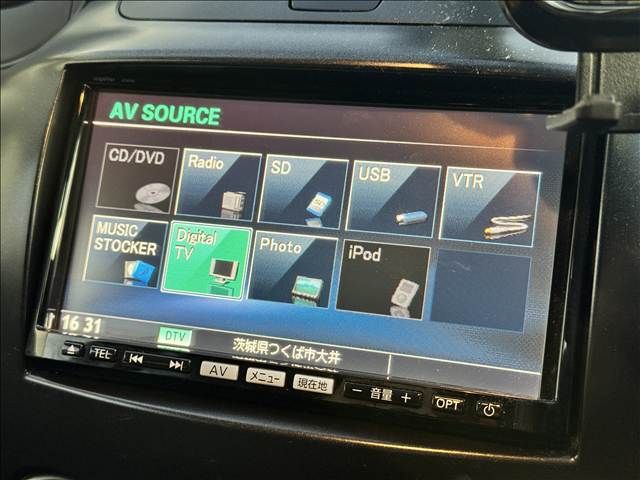 AV SOURCE
CD/DVD
Radio
SD
USB
VTR
MUSIC
STOCKER
Digital
TV
Photo
iPod
16 31
DTV
茨城県つくば市大井
TEL
AV
メニュー
現在地
− 音量 +
OPT